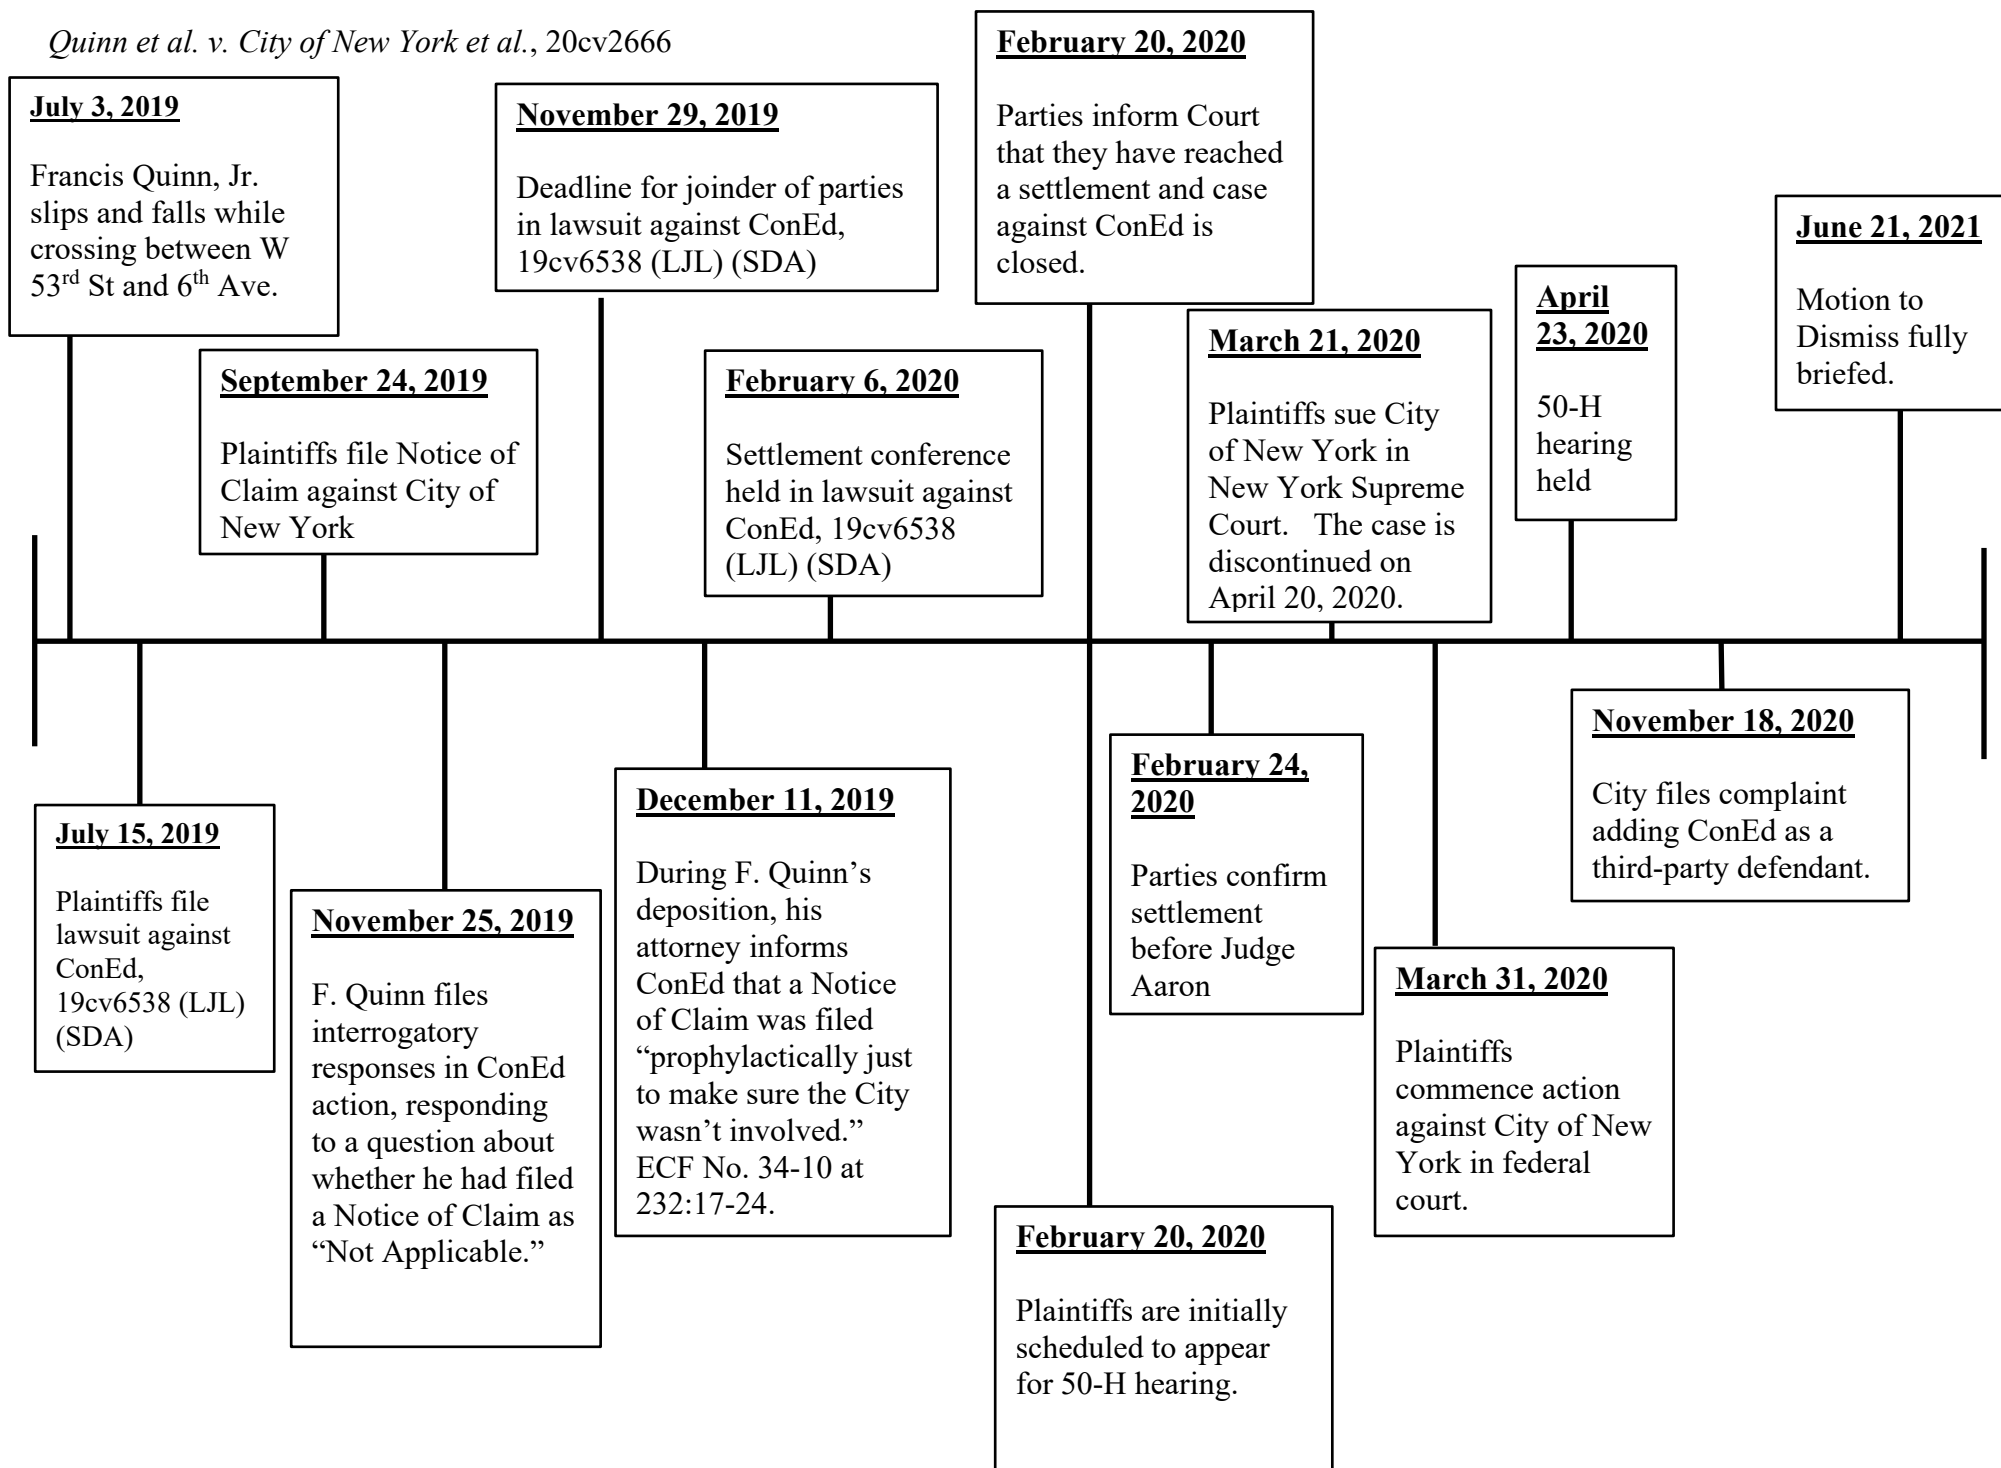 Quinn et al. v. City of New York et al., 20cv2666
July 3, 2019
Francis Quinn, Jr.
slips and falls while
crossing between W
53rd St and 6th Ave.
July 15, 2019
Plaintiffs file
lawsuit against
ConEd,
19cv6538 (LJL)
(SDA)
September 24, 2019
Plaintiffs file Notice of
Claim against City of
New York
November 25, 2019
F. Quinn files
interrogatory
responses in ConEd
action, responding
to a question about
whether he had filed
a Notice of Claim as
“Not Applicable.”
November 29, 2019
Deadline for joinder of parties
in lawsuit against ConEd,
19cv6538 (LJL) (SDA)
December 11, 2019
During F. Quinn’s
deposition, his
attorney informs
ConEd that a Notice
of Claim was filed
“prophylactically just
to make sure the City
wasn’t involved.”
ECF No. 34-10 at
232:17-24.
February 6, 2020
Settlement conference
held in lawsuit against
ConEd, 19cv6538
(LJL) (SDA)
February 20, 2020
Parties inform Court
that they have reached
a settlement and case
against ConEd is
closed.
February 20, 2020
Plaintiffs are initially
scheduled to appear
for 50-H hearing.
February 24,
2020
Parties confirm
settlement
before Judge
Aaron
March 21, 2020
Plaintiffs sue City
of New York in
New York Supreme
Court.   The case is
discontinued on
April 20, 2020.
March 31, 2020
Plaintiffs
commence action
against City of New
York in federal
court.
April
23, 2020
50-H
hearing
held
November 18, 2020
City files complaint
adding ConEd as a
third-party defendant.
June 21, 2021
Motion to
Dismiss fully
briefed.